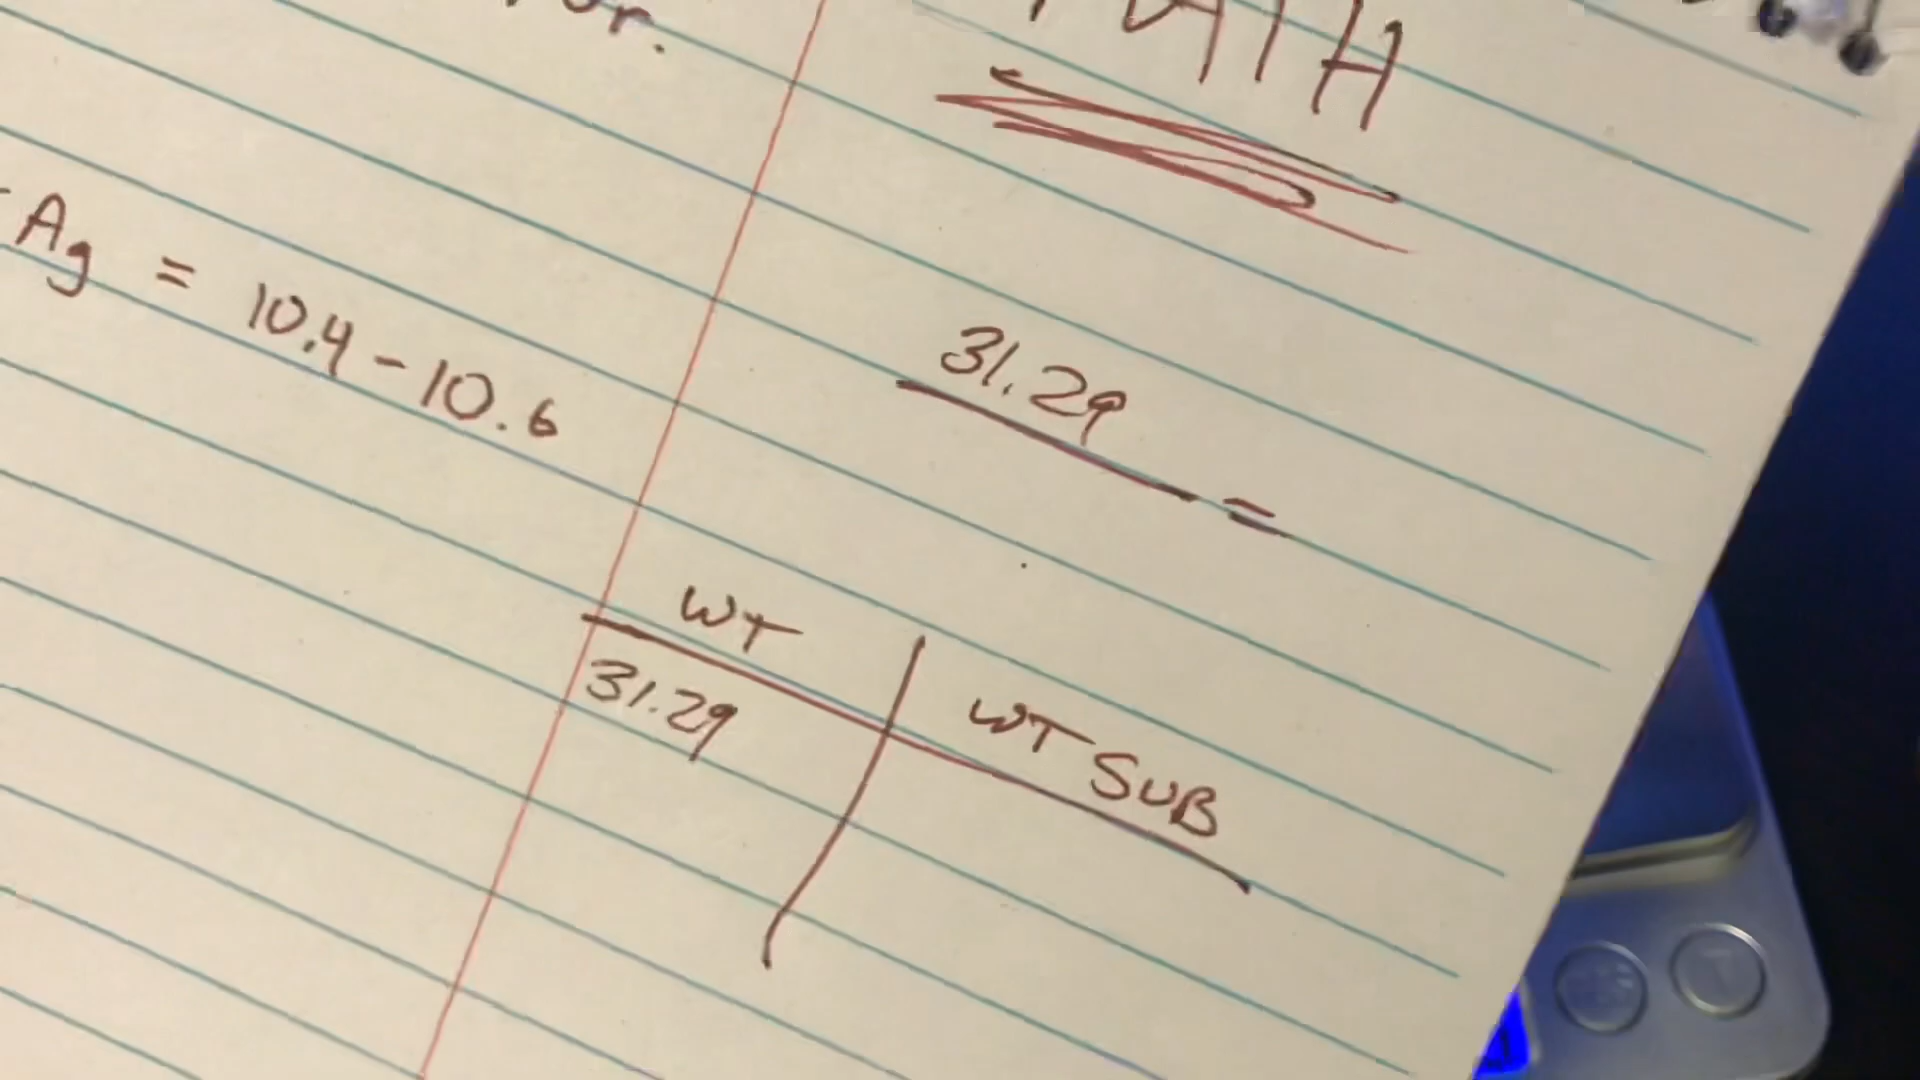 MATH
Ag = 10.4 - 10.6
31.29
=
WT
WT SUB
31.29